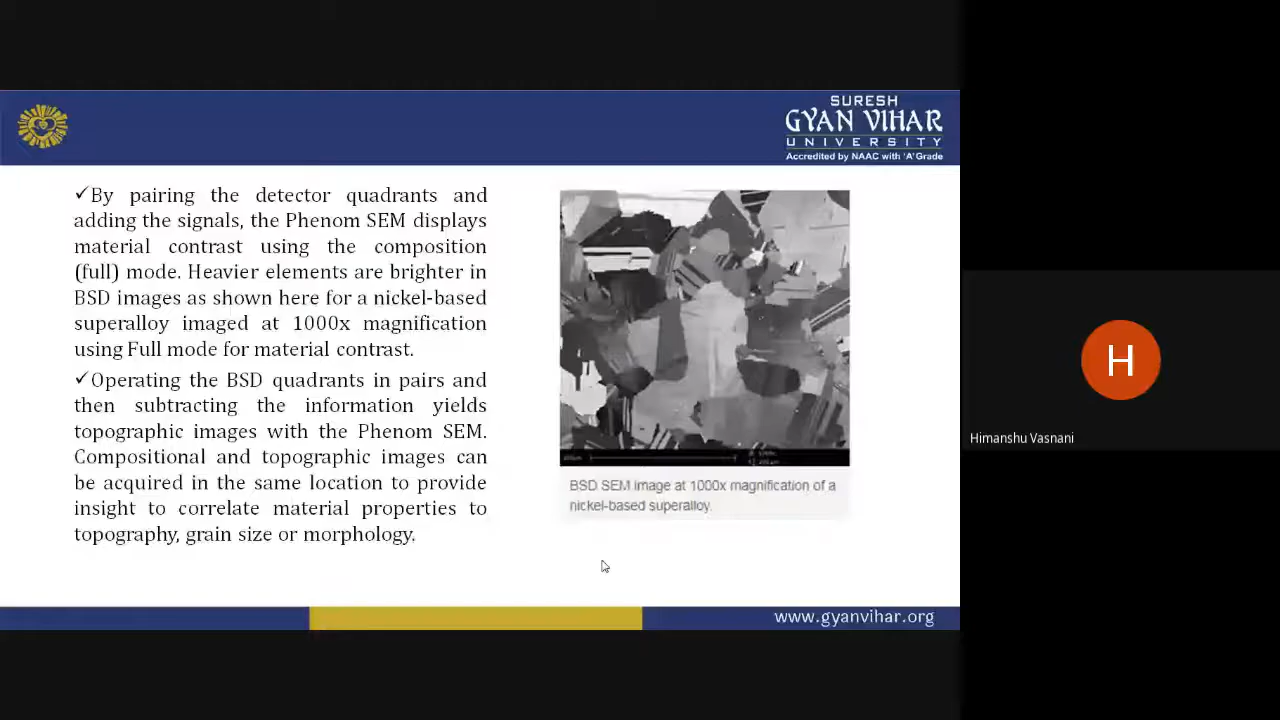 SURESH
GYAN VIHAR
UNIVERSITY
Accredited by NAAC with 'A' Grade
✓By pairing the detector quadrants and
adding the signals, the Phenom SEM displays
material contrast using the composition
(full) mode. Heavier elements are brighter in
BSD images as shown here for a nickel-based
superalloy imaged at 1000x magnification
using Full mode for material contrast.
✓Operating the BSD quadrants in pairs and
then subtracting the information yields
topographic images with the Phenom SEM.
Compositional and topographic images can
be acquired in the same location to provide
insight to correlate material properties to
topography, grain size or morphology.
BSD SEM image at 1000x magnification of a
nickel-based superalloy.
www.gyanvihar.org
H
Himanshu Vasnani